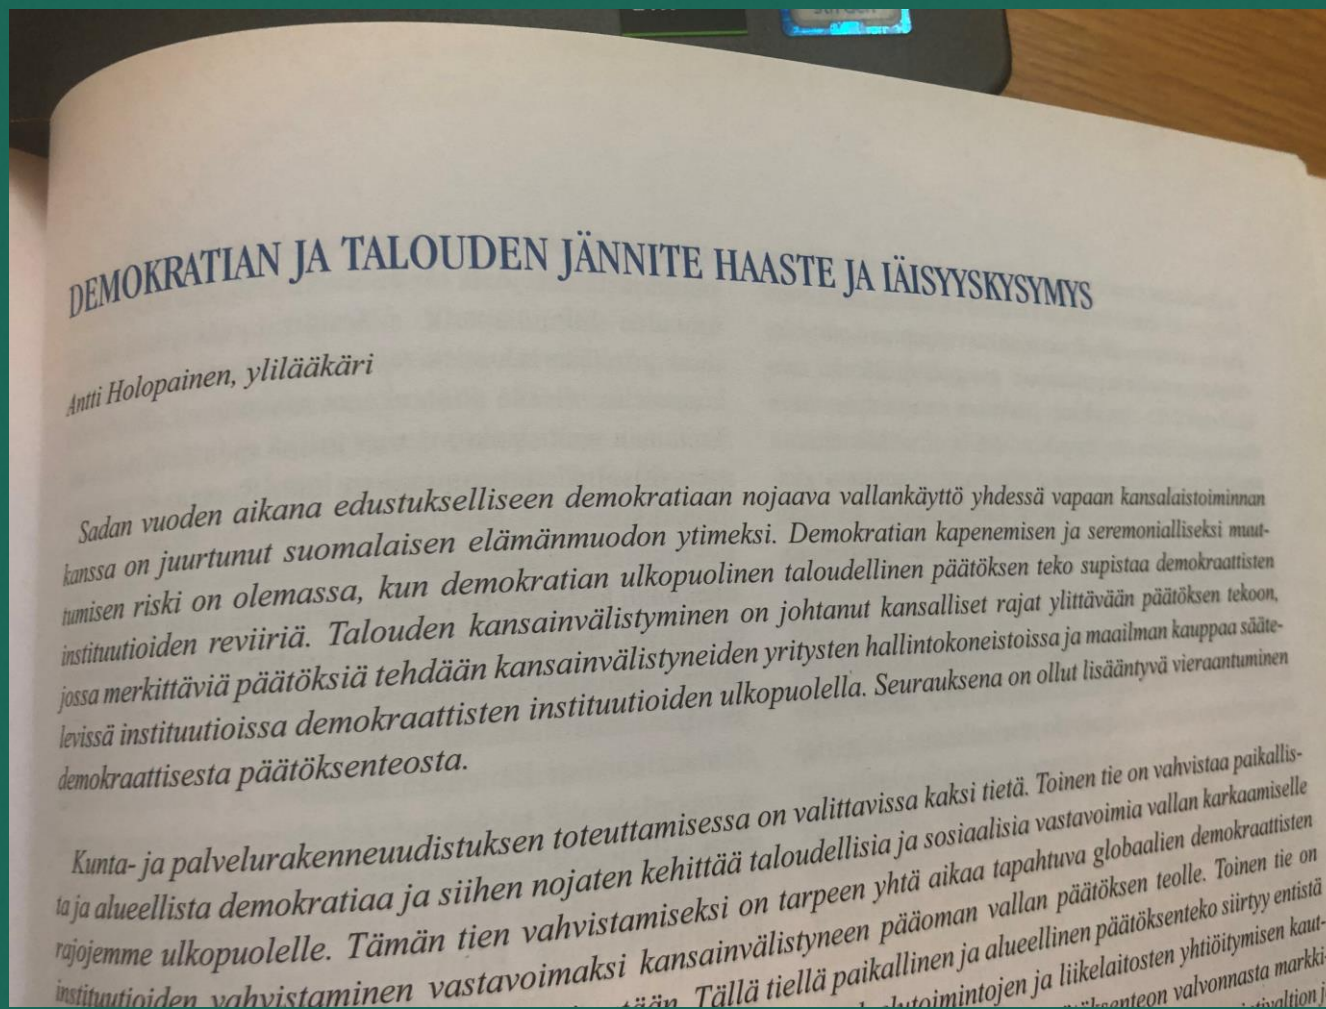 DEMOKRATIAN JA TALOUDEN JÄNNITE HAASTE JA IÄISYYSKYSYMYS
Antti Holopainen, ylilääkäri
Sadan vuoden aikana edustukselliseen demokratiaan nojaava vallankäyttö yhdessä vapaan kansalaistoiminnan
kanssa on juurtunut suomalaisen elämänmuodon ytimeksi. Demokratian kapenemisen ja seremonialliseksi muut-
tumisen riski on olemassa, kun demokratian ulkopuolinen taloudellinen päätöksen teko supistaa demokraattisten
instituutioiden reviiriä. Talouden kansainvälistyminen on johtanut kansalliset rajat ylittävään päätöksen tekoon,
jossa merkittäviä päätöksiä tehdään kansainvälistyneiden yritysten hallintokoneistoissa ja maailman kauppaa sääte-
levissä instituutioissa demokraattisten instituutioiden ulkopuolella. Seurauksena on ollut lisääntyvä vieraantuminen
demokraattisesta päätöksenteosta.
Kunta- ja palvelurakenneuudistuksen toteuttamisessa on valittavissa kaksi tietä. Toinen tie on vahvistaa paikallis-
ta ja alueellista demokratiaa ja siihen nojaten kehittää taloudellisia ja sosiaalisia vastavoimia vallan karkaamiselle
rajojemme ulkopuolelle. Tämän tien vahvistamiseksi on tarpeen yhtä aikaa tapahtuva globaalien demokraattisten
instituutioiden vahvistaminen vastavoimaksi kansainvälistyneen pääoman vallan päätöksen teolle. Toinen tie on
Tällä tiellä paikallinen ja alueellinen päätöksenteko siirtyy entistä
ja liikelaitosten yhtiöitymisen kaut-
valvonnasta markki-